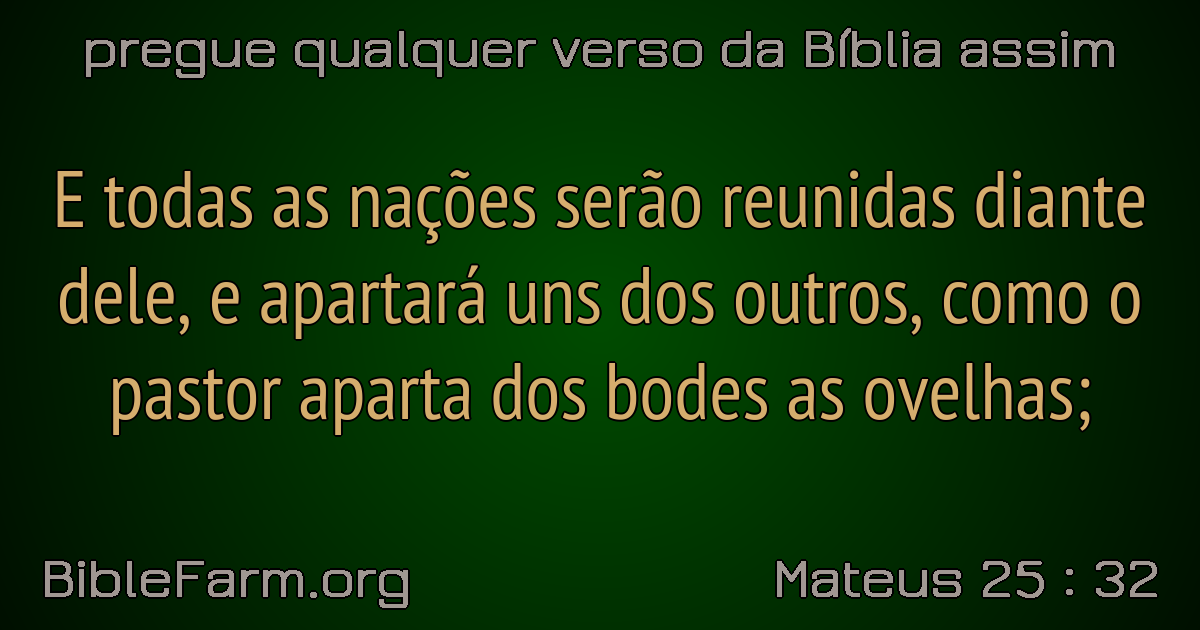 pregue qualquer verso da Bíblia assim
E todas as nações serão reunidas diante
dele, e apartará uns dos outros, como o
pastor aparta dos bodes as ovelhas;
BibleFarm.org
Mateus 25 : 32